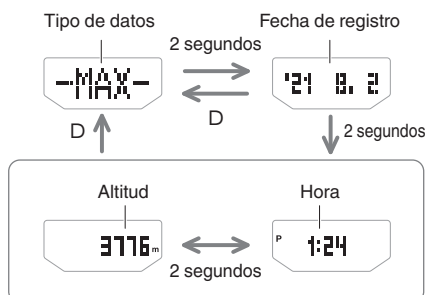 Tipo de datos
Fecha de registro
2 segundos
-MAX-
'21 8. 2
D
D
2 segundos
Altitud
Hora
3776m
P 1:24
2 segundos